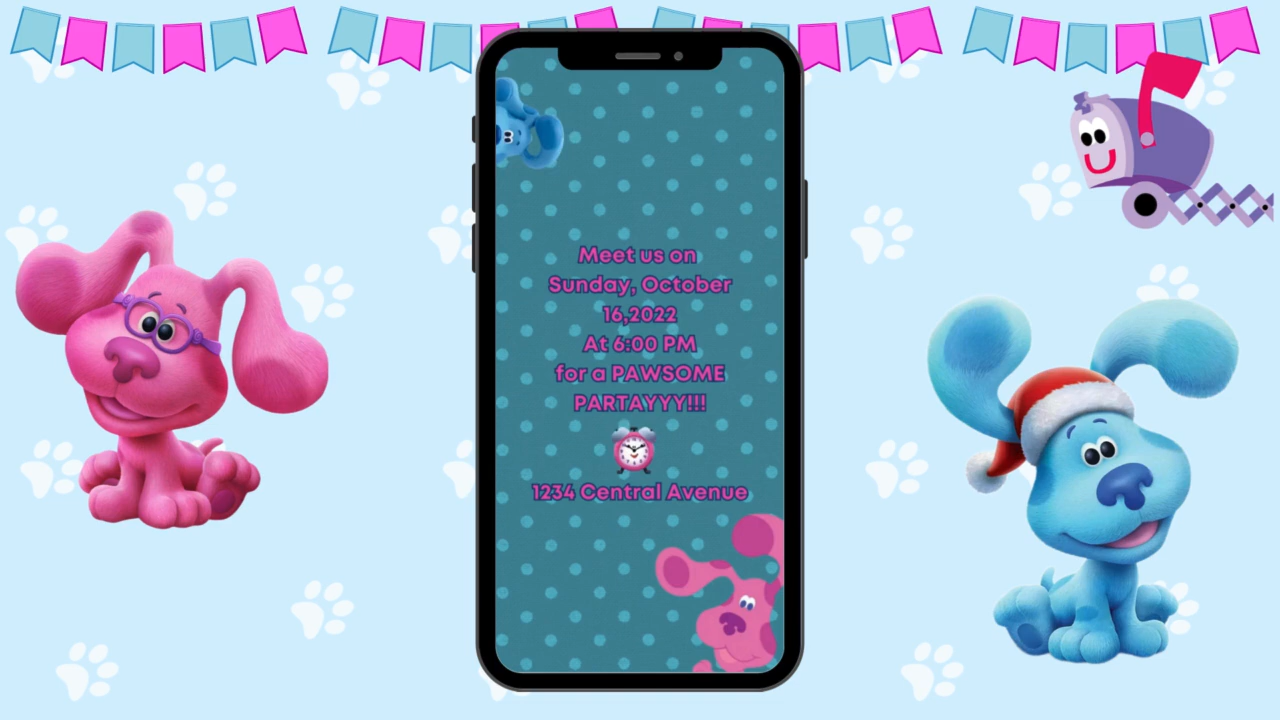 Meet us on
Sunday, October
16,2022
At 6:00 PM
for a PAWSOME
PARTAYYY!!!
1234 Central Avenue